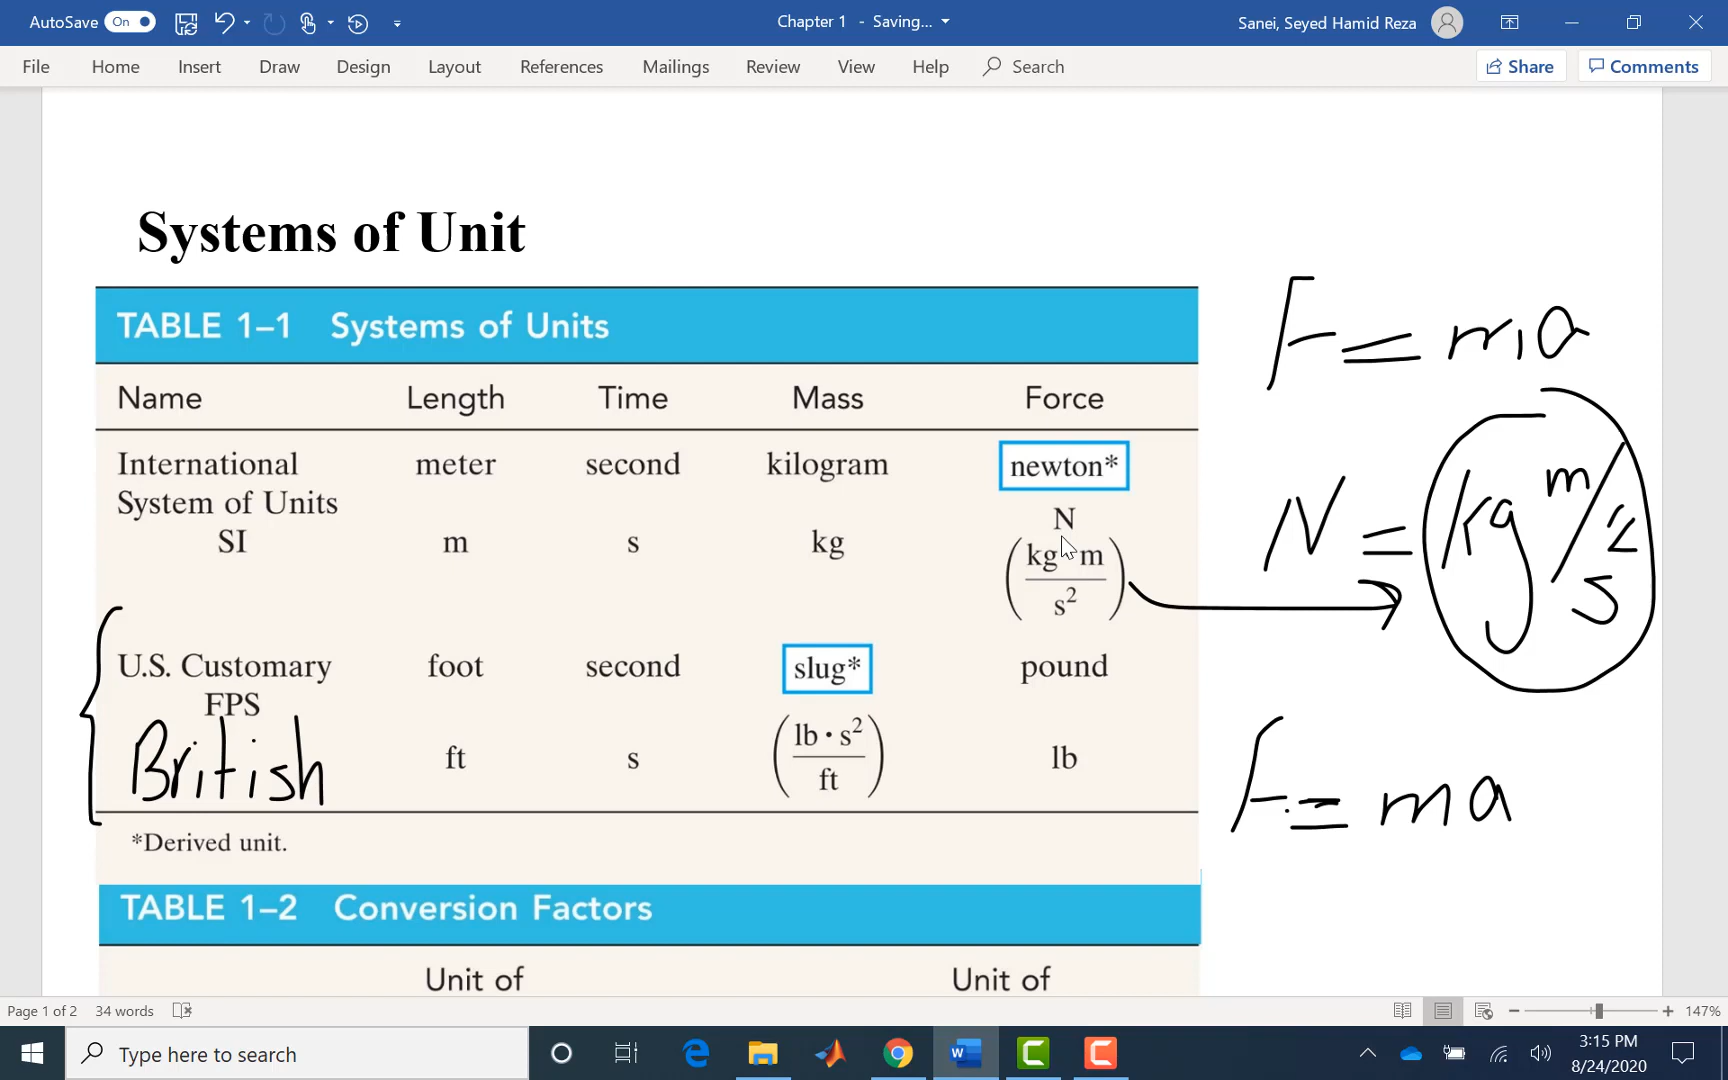 AutoSave On
Chapter 1 - Saving...
Sanei, Seyed Hamid Reza
File Home Insert Draw Design Layout References Mailings Review View Help Search
Share Comments
Systems of Unit
TABLE 1–1 Systems of Units
Name Length Time Mass Force
International System of Units SI
meter second kilogram newton*
m s kg N
(kg·m/s²)
U.S. Customary FPS
foot second slug* pound
ft s (lb·s²/ft) lb
British
*Derived unit.
F = ma
N = kg m/s²
F = ma
TABLE 1–2 Conversion Factors
Unit of Unit of
Page 1 of 2 34 words
147%
Type here to search
3:15 PM
8/24/2020